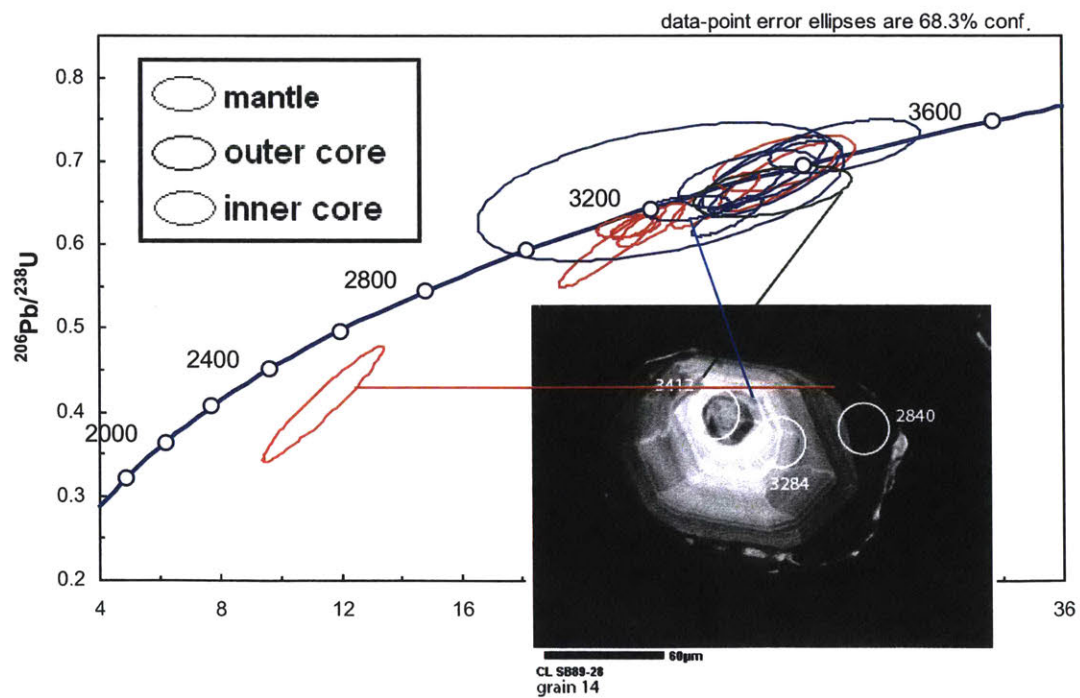 data-point error ellipses are 68.3% conf.
0.8
0.7
0.6
0.5
0.4
0.3
0.2
206Pb/238U
mantle
outer core
inner core
3600
3200
2800
2400
2000
3413
2840
3284
4
8
12
16
36
60µm
CL SB89-28
grain 14